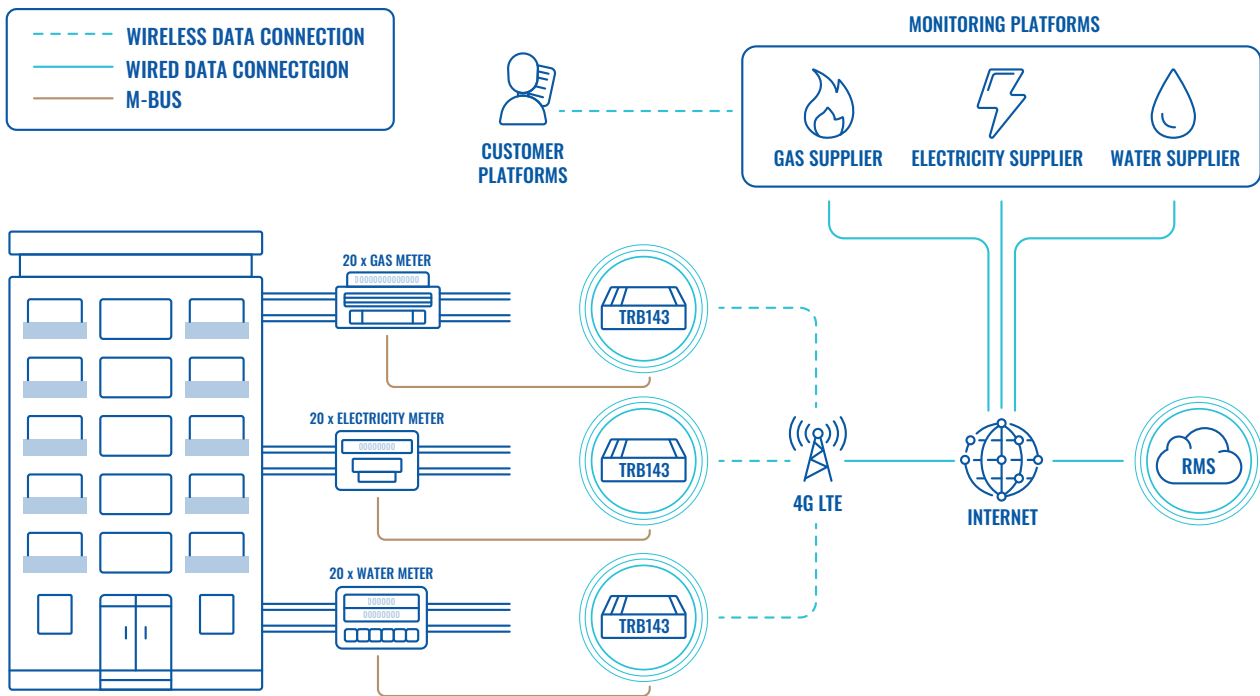 WIRELESS DATA CONNECTION
WIRED DATA CONNECTGION
M-BUS
MONITORING PLATFORMS
CUSTOMER
PLATFORMS
GAS SUPPLIER
ELECTRICITY SUPPLIER
WATER SUPPLIER
20 x GAS METER
TRB143
20 x ELECTRICITY METER
TRB143
4G LTE
INTERNET
RMS
20 x WATER METER
TRB143